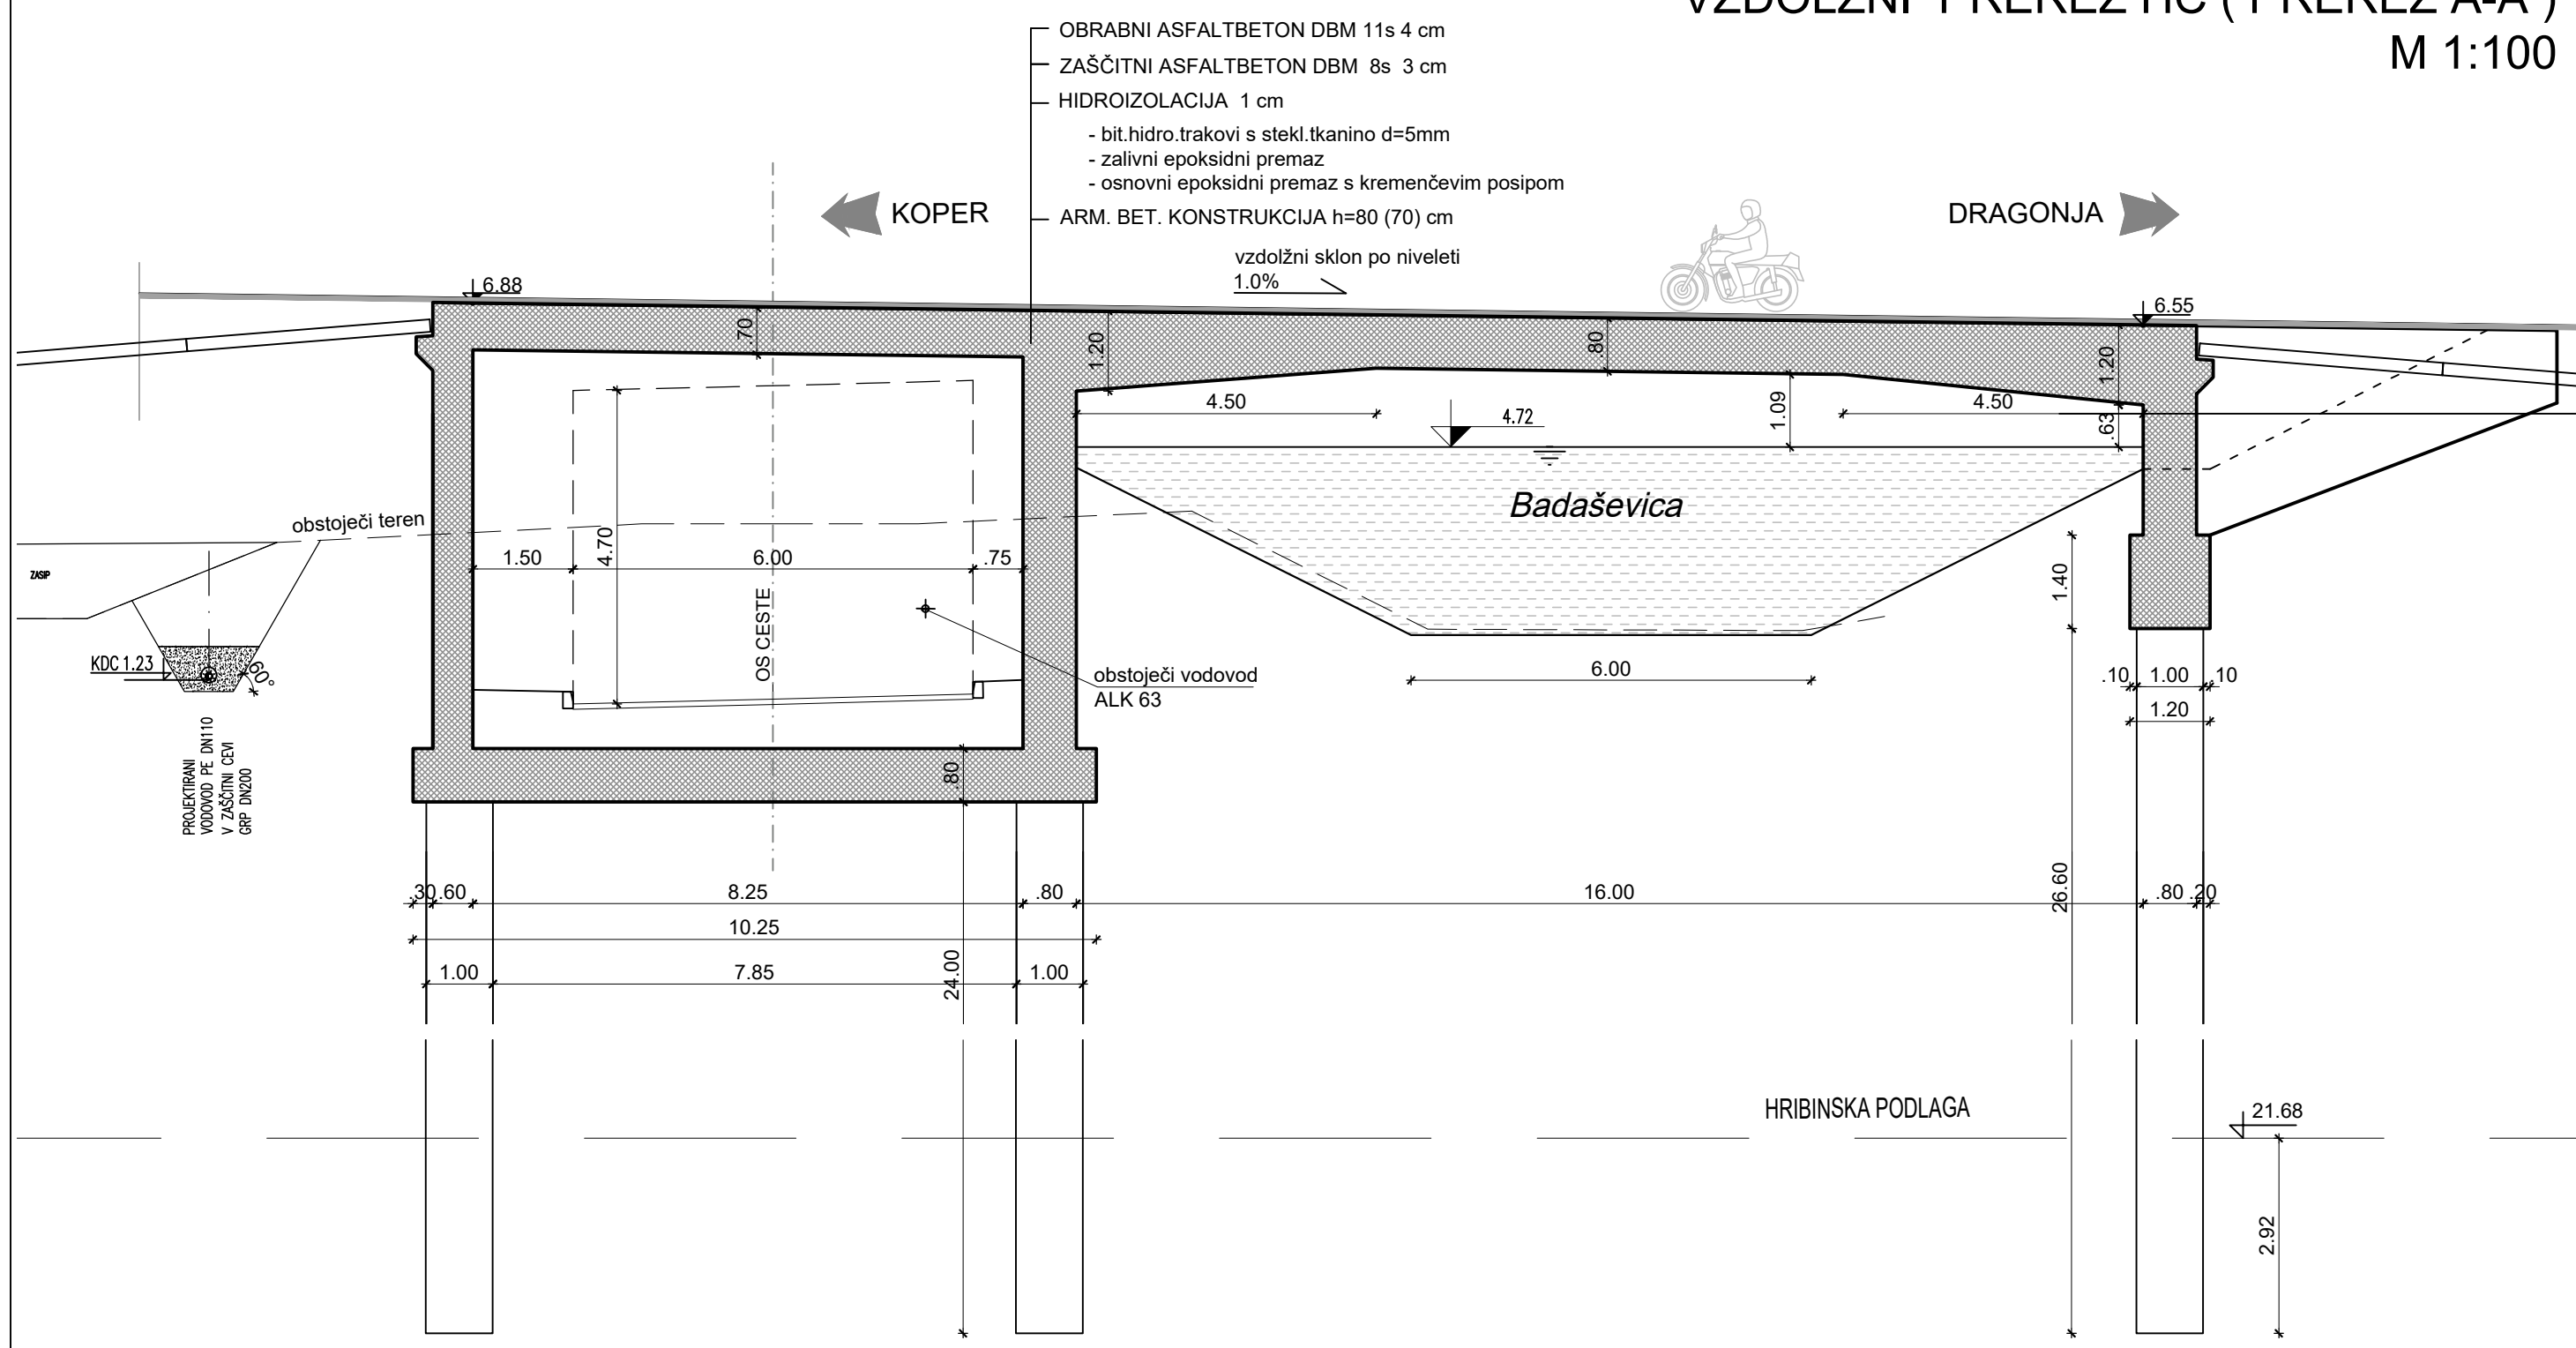 M 1:100
OBRABNI ASFALTBETON DBM 11s 4 cm
ZAŠČITNI ASFALTBETON DBM 8s 3 cm
HIDROIZOLACIJA 1 cm
- bit.hidro.trakovi s stekl.tkanino d=5mm
- zalivni epoksidni premaz
- osnovni epoksidni premaz s kremenčevim posipom
ARM. BET. KONSTRUKCIJA h=80 (70) cm
KOPER
DRAGONJA
vzdolžni sklon po niveleti
1.0%
6.88
6.55
.70
1.20
.80
1.20
4.50
4.50
1.09
.63
4.72
Badaševica
obstoječi teren
ZASIP
1.50
4.70
6.00
.75
OS CESTE
1.40
KDC 1.23
60°
obstoječi vodovod
ALK 63
6.00
.10
1.00
.10
1.20
PROJEKTIRANI
VODOVOD PE DN110
V ZAŠČITNI CEVI
GRP DN200
.80
.30
.60
8.25
.80
16.00
26.60
.80
.20
10.25
1.00
7.85
24.00
1.00
HRIBINSKA PODLAGA
21.68
2.92